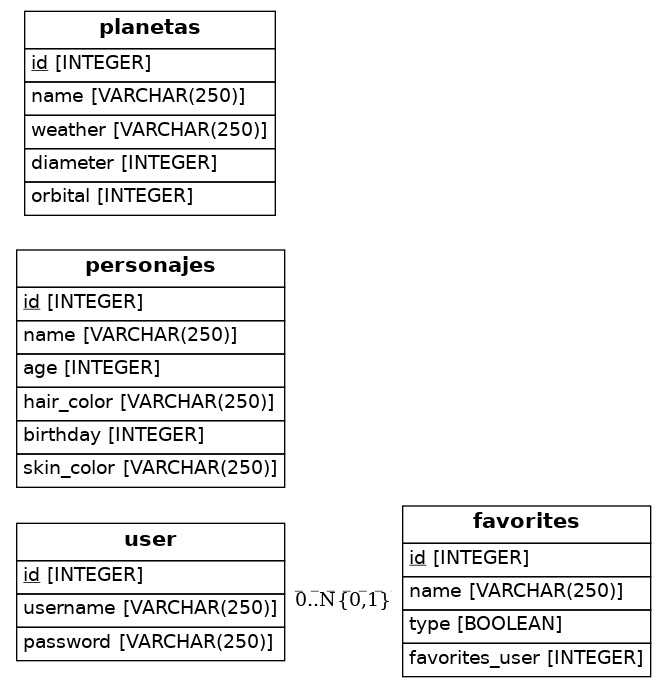 planetas
id [INTEGER]
name [VARCHAR(250)]
weather [VARCHAR(250)]
diameter [INTEGER]
orbital [INTEGER]
personajes
id [INTEGER]
name [VARCHAR(250)]
age [INTEGER]
hair_color [VARCHAR(250)]
birthday [INTEGER]
skin_color [VARCHAR(250)]
user
id [INTEGER]
username [VARCHAR(250)]
password [VARCHAR(250)]
0..N {0,1}
favorites
id [INTEGER]
name [VARCHAR(250)]
type [BOOLEAN]
favorites_user [INTEGER]